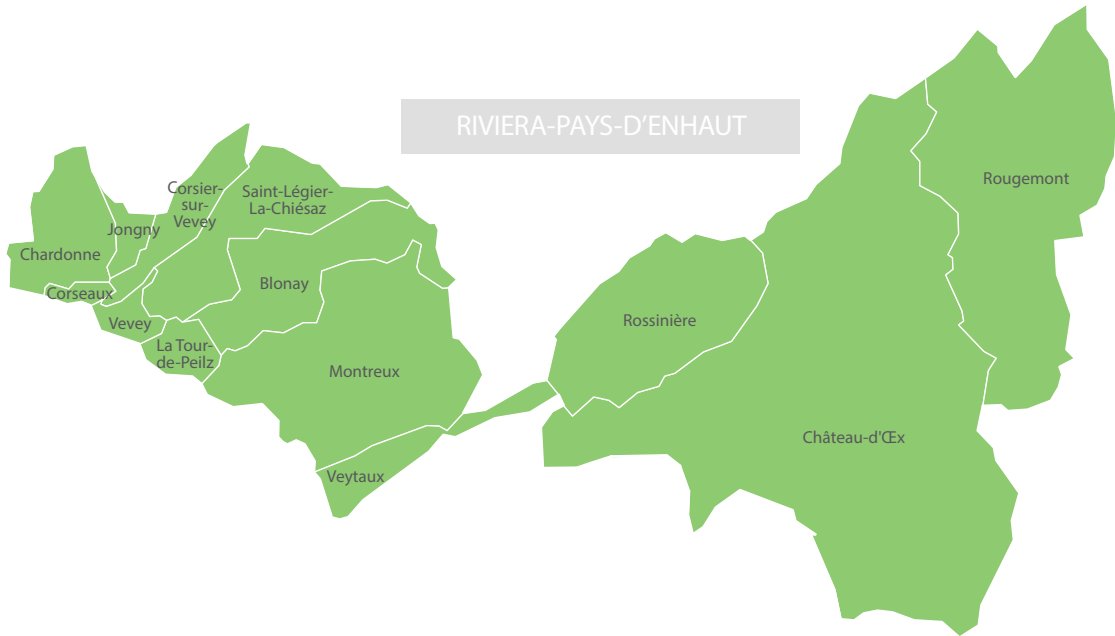 RIVIERA-PAYS-D'ENHAUT
Rougemont
Corsier-
sur-
Vevey
Saint-Légier-
La-Chiésaz
Jongny
Chardonne
Blonay
Corseaux
Vevey
Rossinière
La Tour-
de-Peilz
Montreux
Château-d'Œx
Veytaux